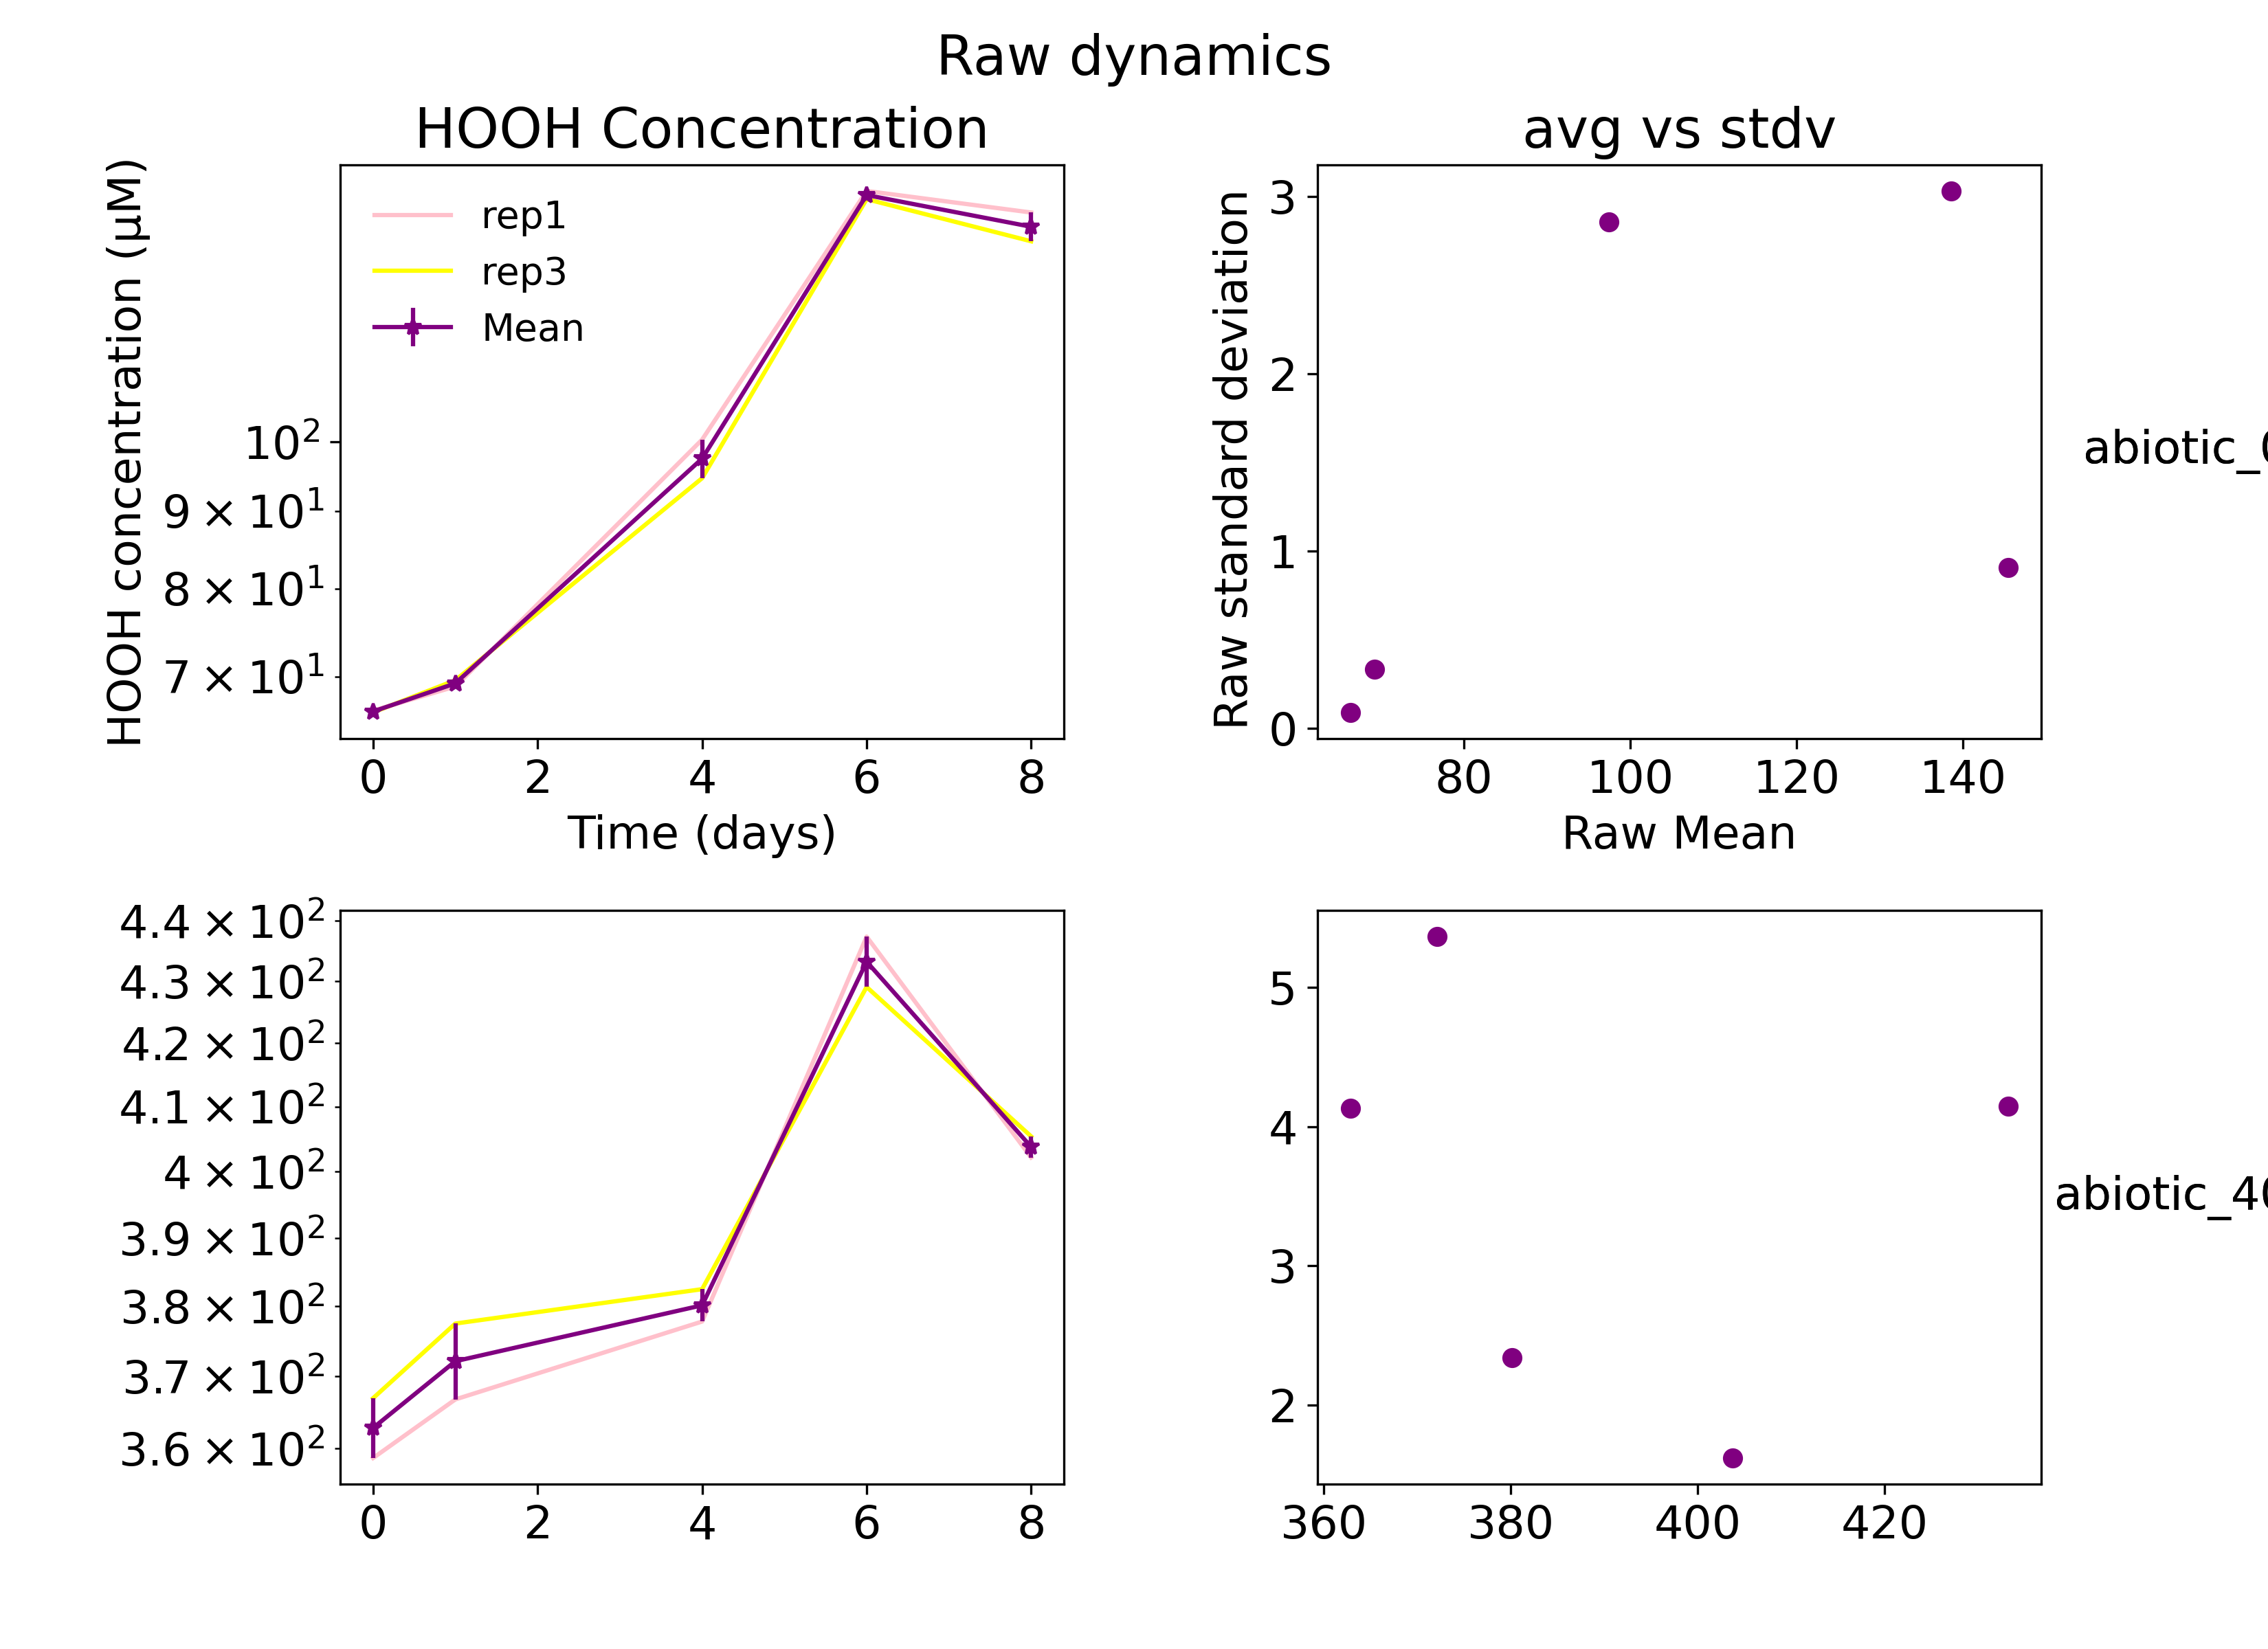 Raw dynamics
HOOH Concentration
avg vs stdv
HOOH concentration (μM)
10²
9 × 10¹
8 × 10¹
7 × 10¹
rep1
rep3
Mean
0 2 4 6 8
Time (days)
Raw standard deviation
3
2
1
0
80 100 120 140
Raw Mean
abiotic_0
4.4 × 10²
4.3 × 10²
4.2 × 10²
4.1 × 10²
4 × 10²
3.9 × 10²
3.8 × 10²
3.7 × 10²
3.6 × 10²
0 2 4 6 8
5
4
3
2
360 380 400 420
abiotic_40